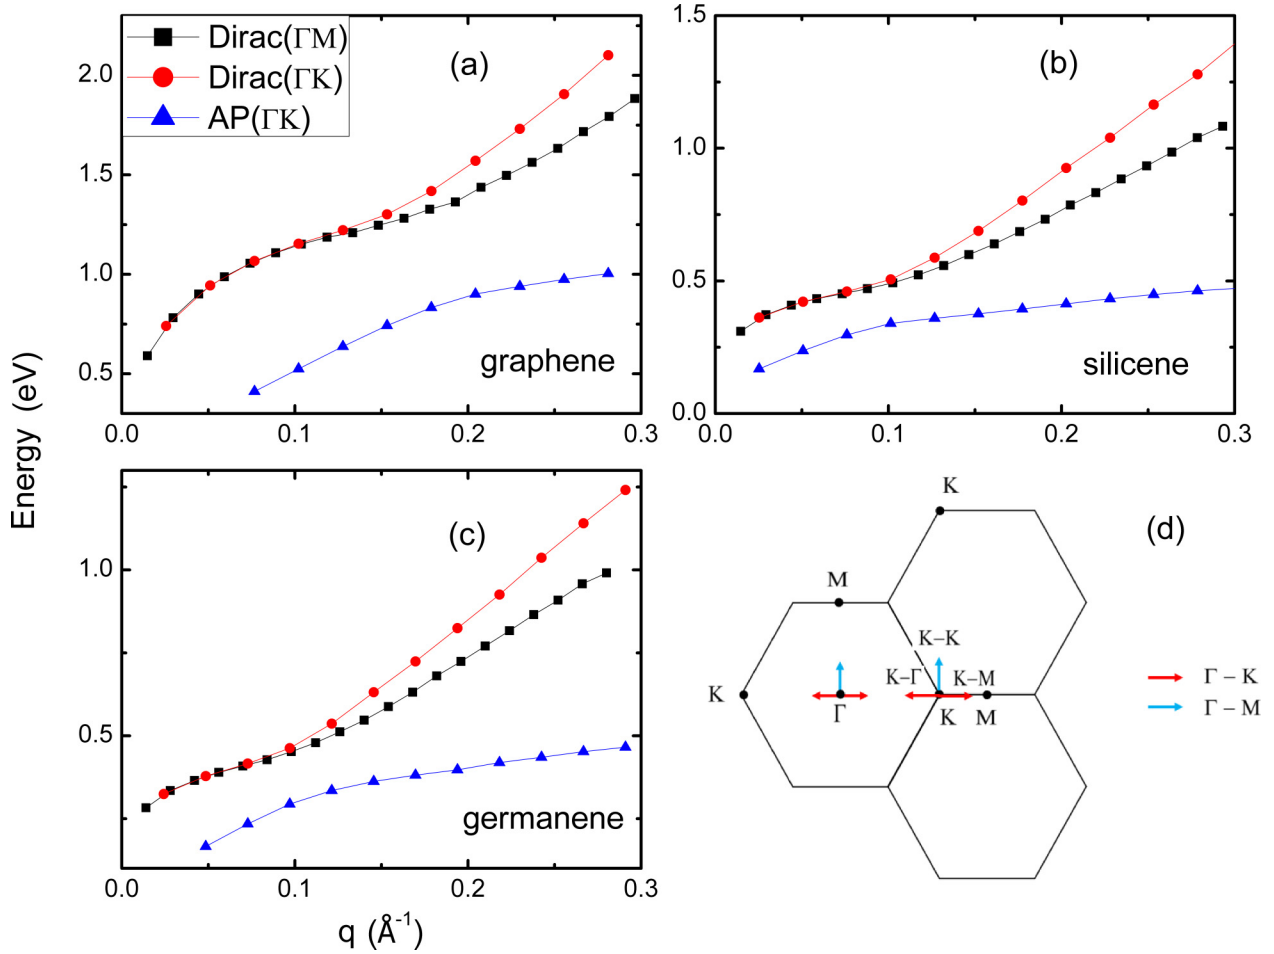 Dirac(ΓM)
Dirac(ΓK)
AP(ΓK)
(a)
graphene
2.0
1.5
1.0
0.5
0.0
0.1
0.2
0.3
(b)
silicene
1.5
1.0
0.5
0.0
0.0
0.1
0.2
0.3
Energy (eV)
(c)
germanene
1.0
0.5
0.0
0.1
0.2
0.3
q (Å-1)
(d)
K
M
K–K
K–Γ
K–M
K
Γ
K
M
Γ – K
Γ – M